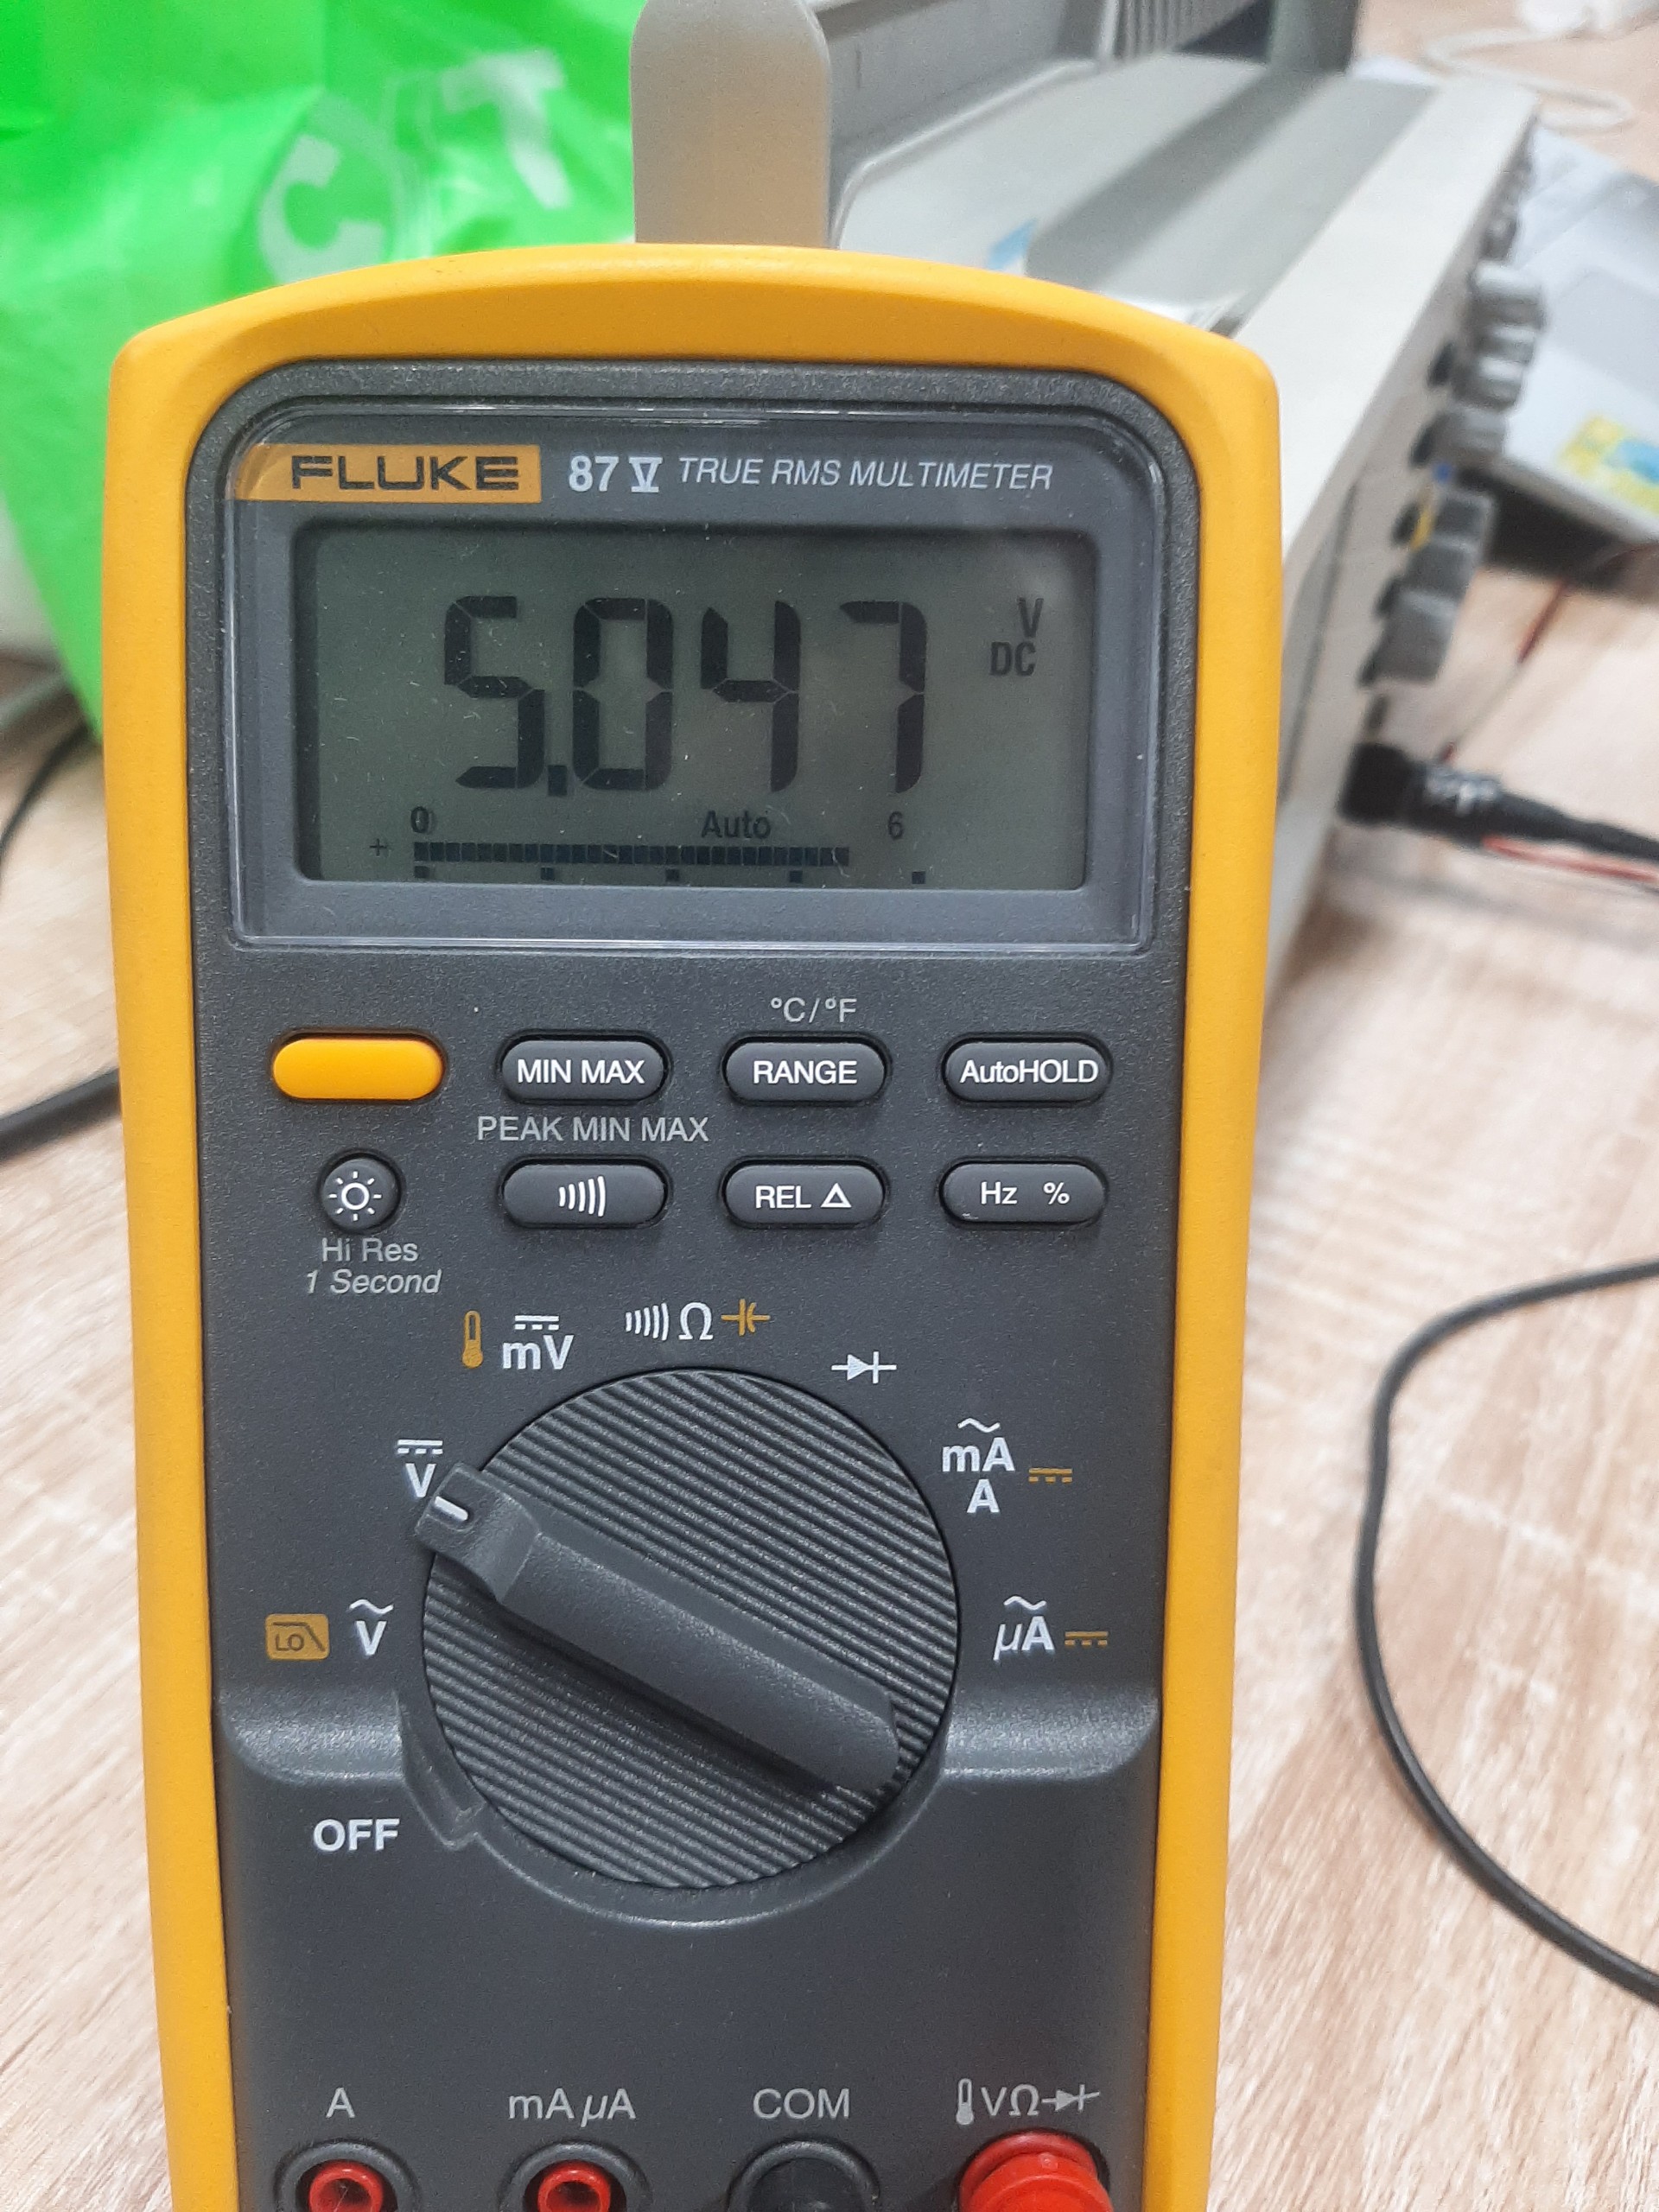 FLUKE 87 V TRUE RMS MULTIMETER
5.047 V
DC
0 Auto 6
+
°C/°F
MIN MAX RANGE AutoHOLD
PEAK MIN MAX
REL △ Hz %
Hi Res
1 Second
mV Ω
V
mA
A
LO V
µA
OFF
A mA µA COM VΩ